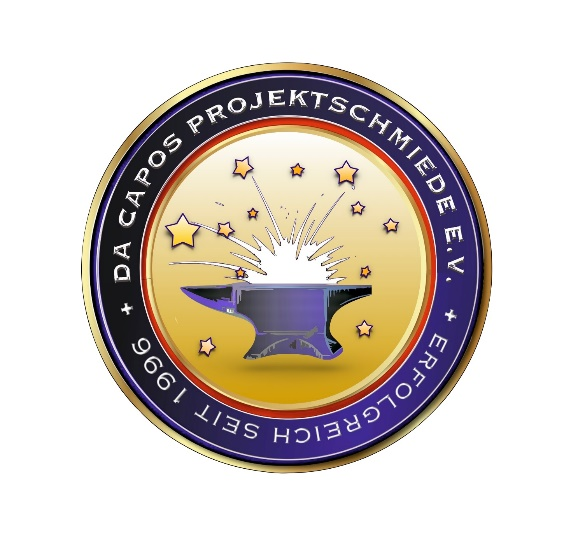 DA CAPOS PROJEKTSCHMIEDE E.V.
+ ERFOLGREICH SEIT 1996 +